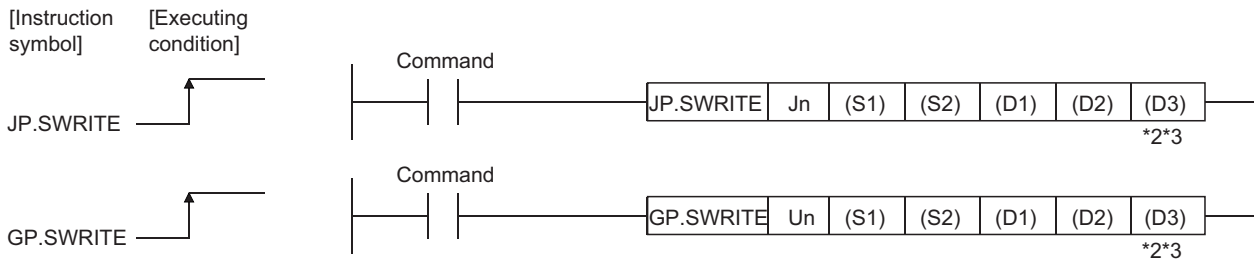 [Instruction symbol] [Executing condition]
Command
JP.SWRITE JP.SWRITE Jn (S1) (S2) (D1) (D2) (D3)
*2*3
Command
GP.SWRITE GP.SWRITE Un (S1) (S2) (D1) (D2) (D3)
*2*3